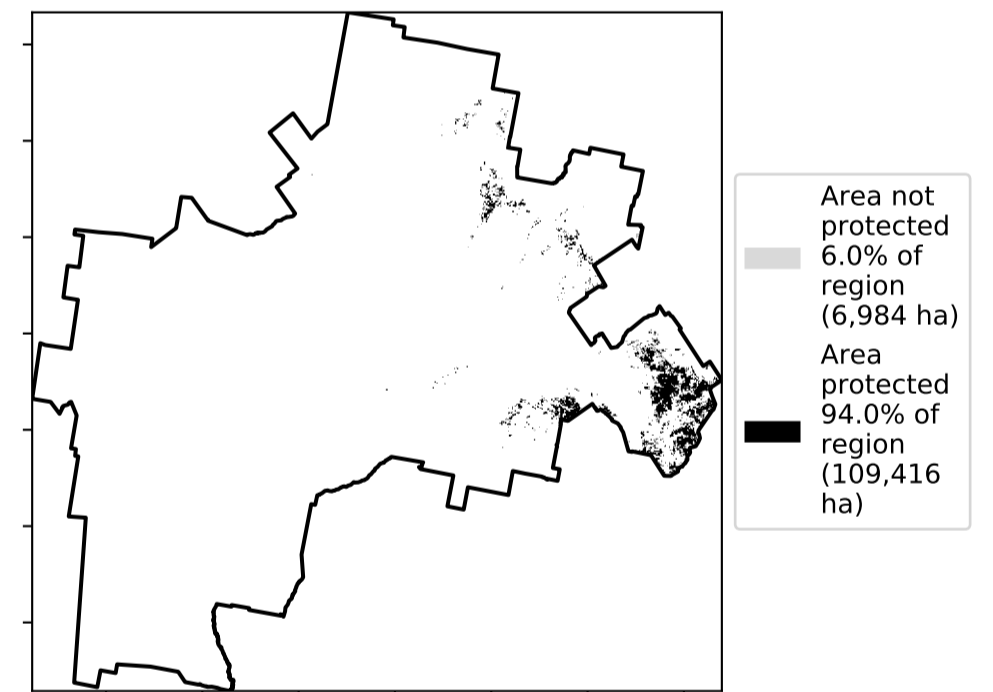 Area not
protected
6.0% of
region
(6,984 ha)
Area
protected
94.0% of
region
(109,416
ha)